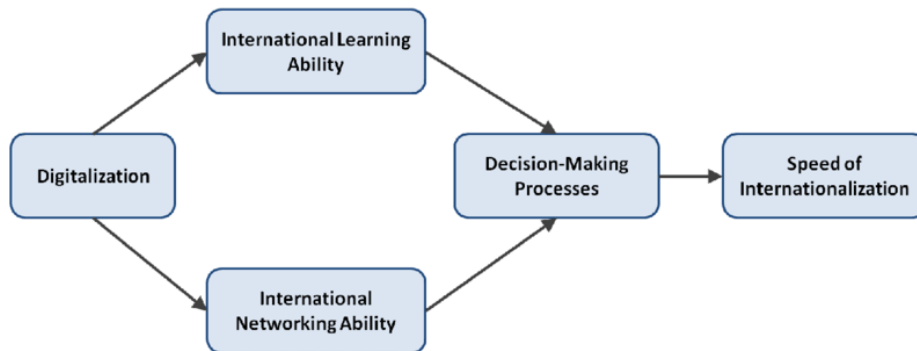 International Learning
Ability
Digitalization
Decision-Making
Processes
Speed of
Internationalization
International
Networking Ability